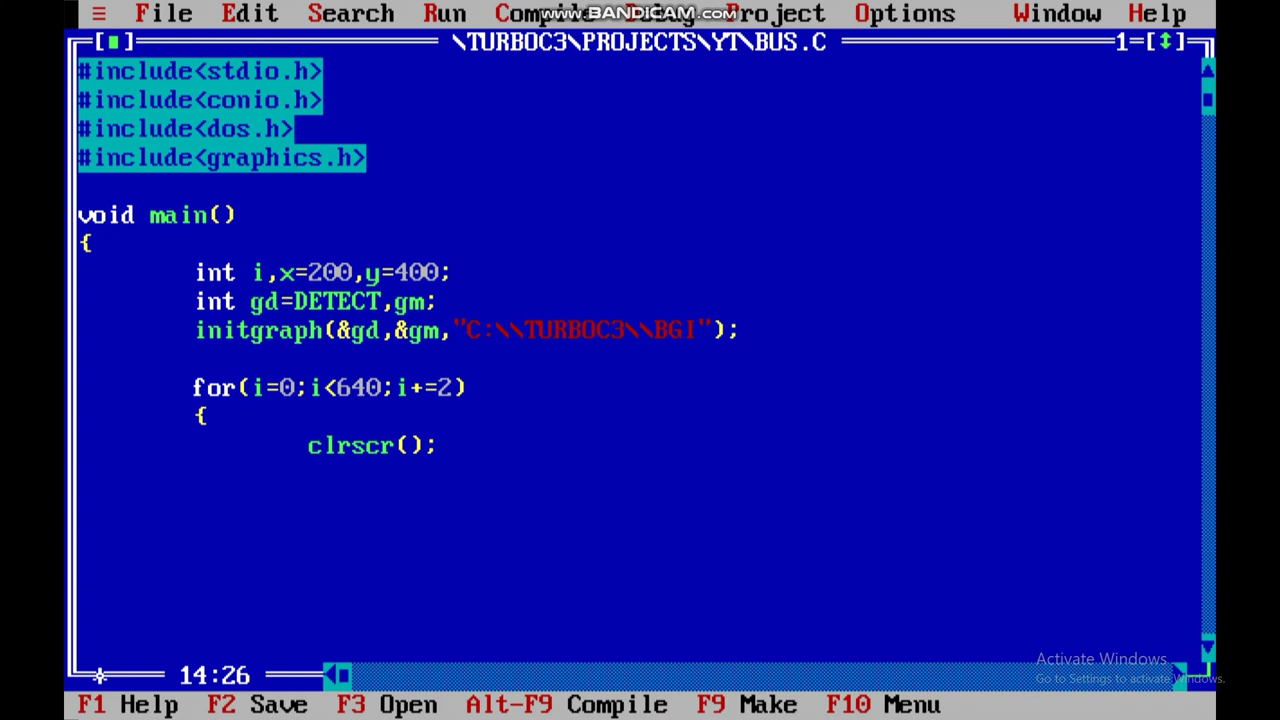 ≡ File Edit Search Run Compile Debug Project Options Window Help
www.BANDICAM.com
\TURBOC3\PROJECTS\YT\BUS.C 1=[↕]
#include<stdio.h>
#include<conio.h>
#include<dos.h>
#include<graphics.h>
void main()
{
int i,x=200,y=400;
int gd=DETECT,gm;
initgraph(&gd,&gm,"C:\\TURBOC3\\BGI");
for(i=0;i<640;i+=2)
{
clrscr();
Activate Windows
Go to Settings to activate Windows.
14:26
F1 Help F2 Save F3 Open Alt-F9 Compile F9 Make F10 Menu